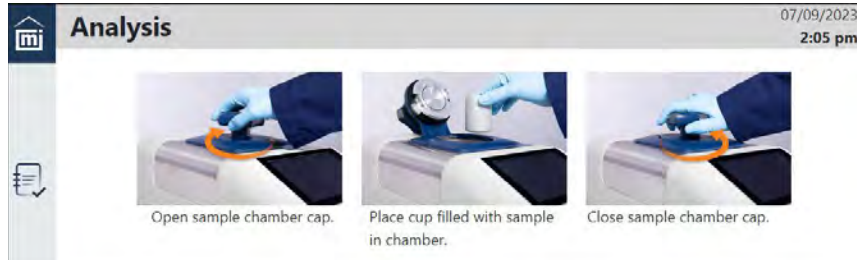 mi
Analysis
07/09/2023
2:05 pm
Open sample chamber cap.
Place cup filled with sample
in chamber.
Close sample chamber cap.